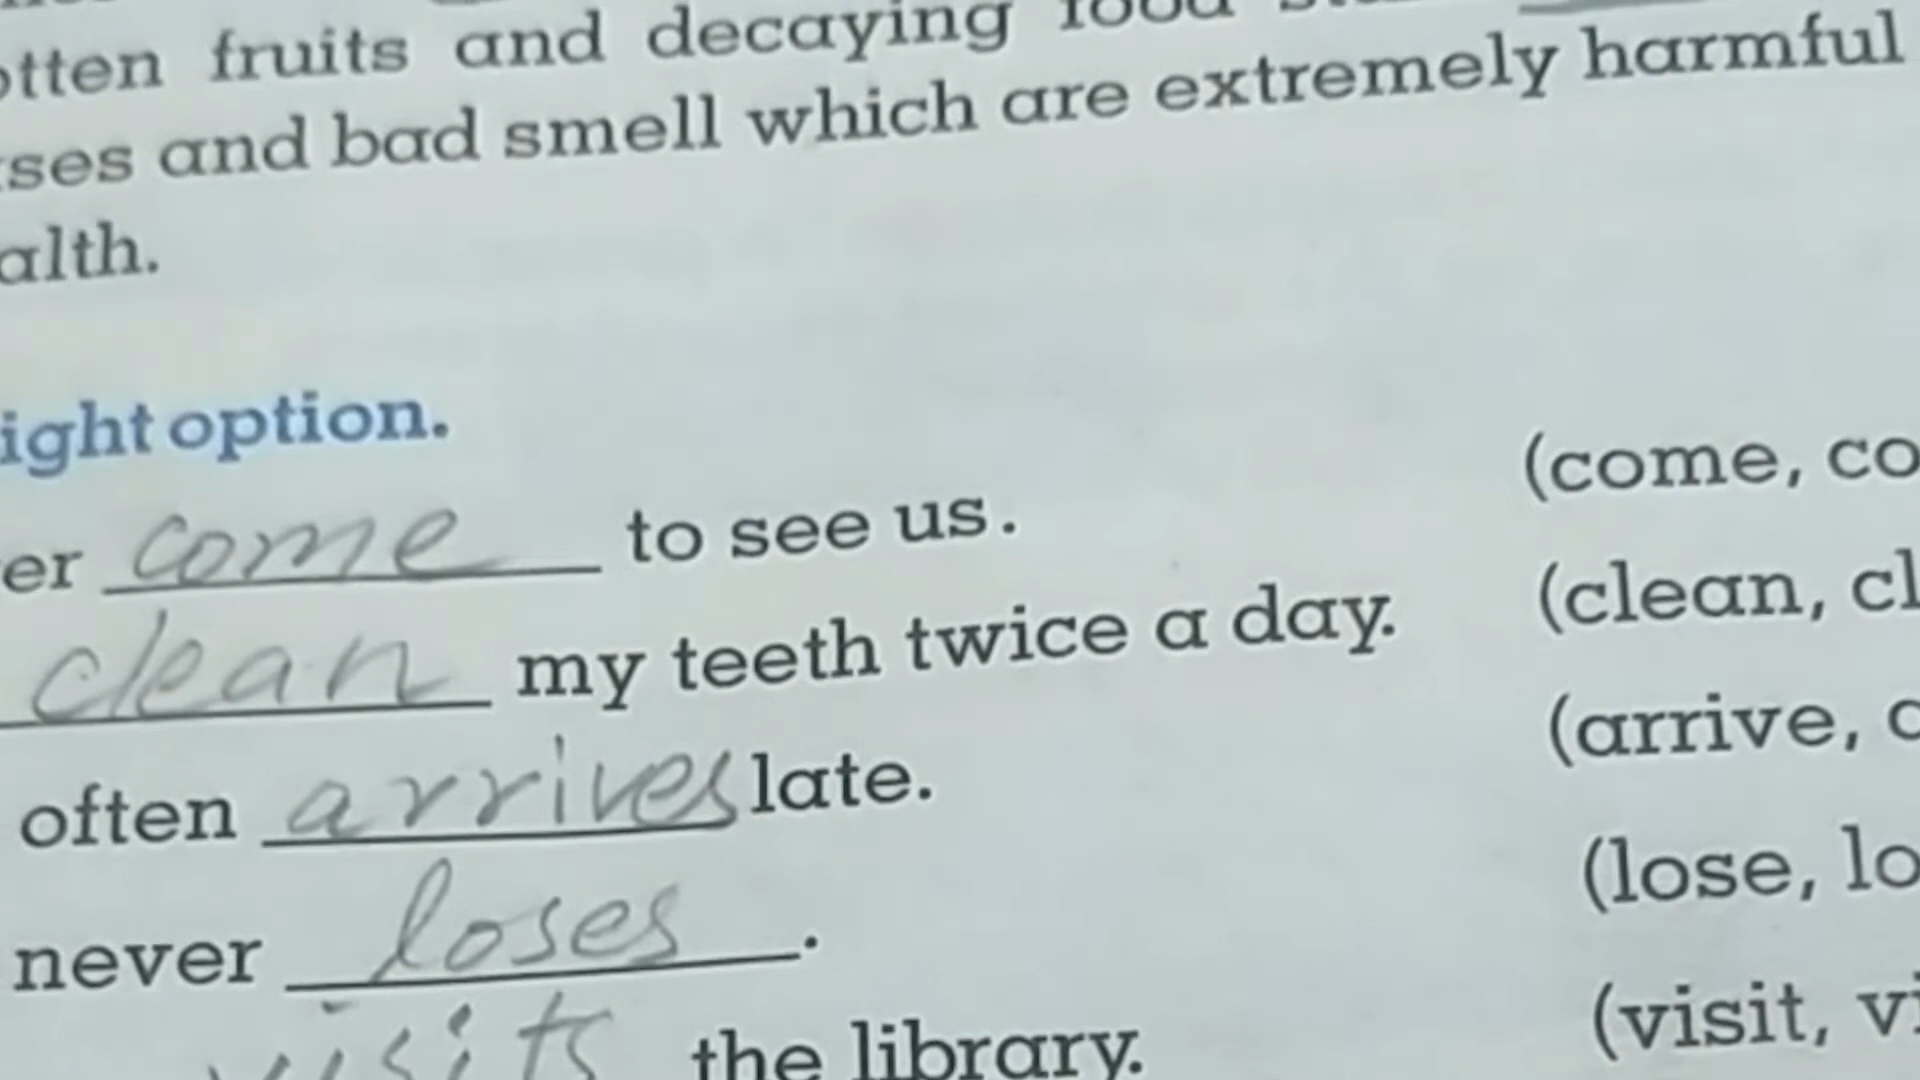 otten fruits and decaying food
ses and bad smell which are extremely harmful
alth.
ight option.
er come to see us. (come, co
clean my teeth twice a day. (clean, cl
often arrives late. (arrive,
never loses. (lose, lo
visits the library. (visit, vi